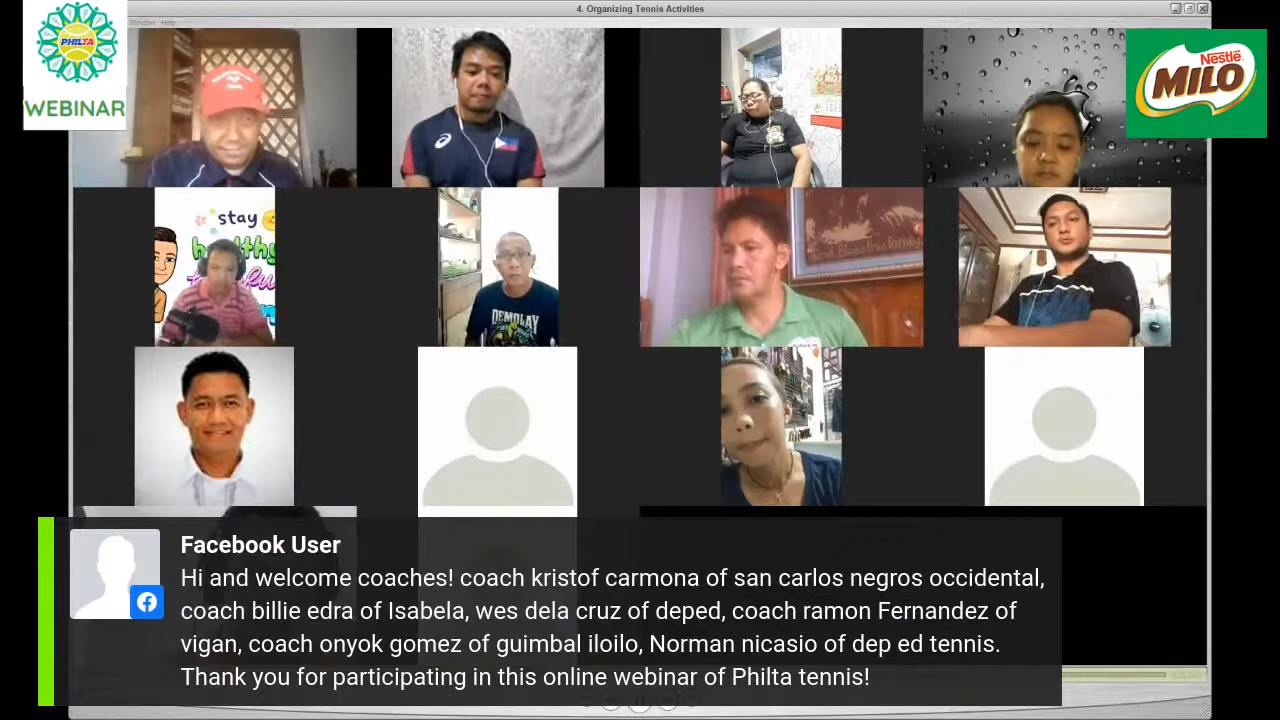 4. Organizing Tennis Activities
Window Help
PHILTA
WEBINAR
Nestlé
MILO
stay
healthy
DEMOLAY
Facebook User
Hi and welcome coaches! coach kristof carmona of san carlos negros occidental,
coach billie edra of Isabela, wes dela cruz of deped, coach ramon Fernandez of
vigan, coach onyok gomez of guimbal iloilo, Norman nicasio of dep ed tennis.
Thank you for participating in this online webinar of Philta tennis!